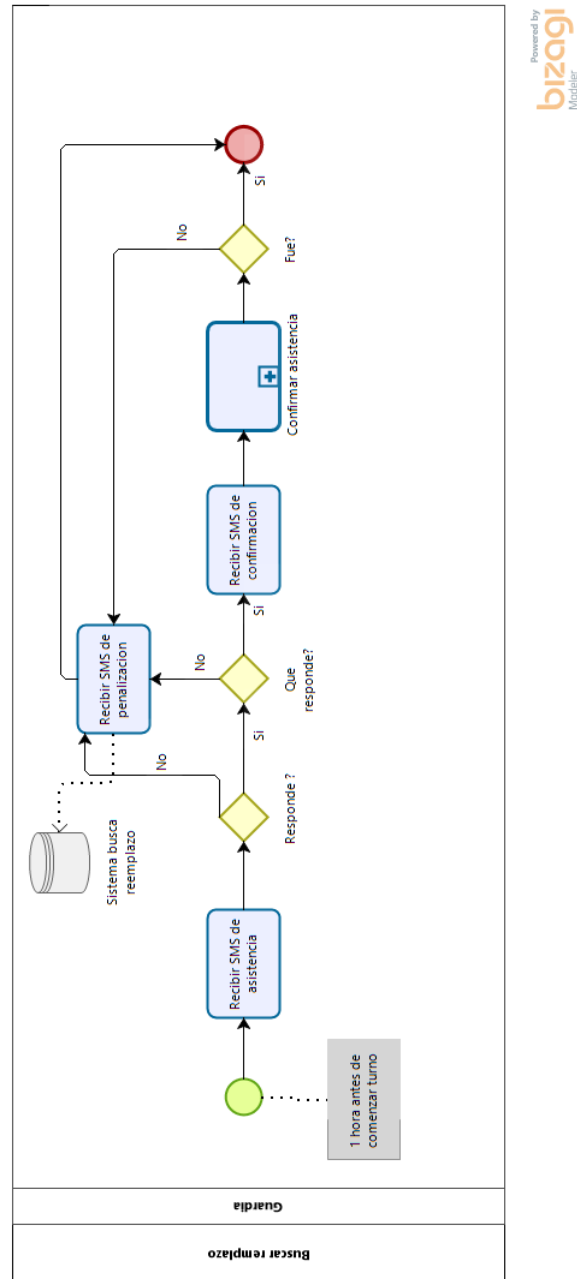 Buscar remplazo
Guardia
1 hora antes de
comenzar turno
Recibir SMS de
asistencia
Responde ?
No
Si
Sistema busca
reemplazo
Recibir SMS de
penalizacion
Que
responde?
No
Si
Recibir SMS de
confirmacion
Confirmar asistencia
Fue?
No
Si
Powered by
bizagi
Modeler